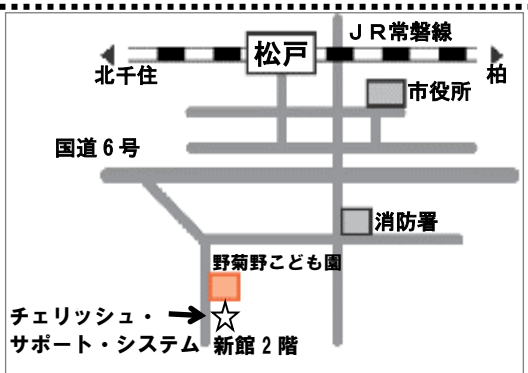 JR常磐線
松戸
北千住
柏
市役所
国道6号
消防署
野菊野こども園
チェリッシュ・
サポート・システム
新館2階